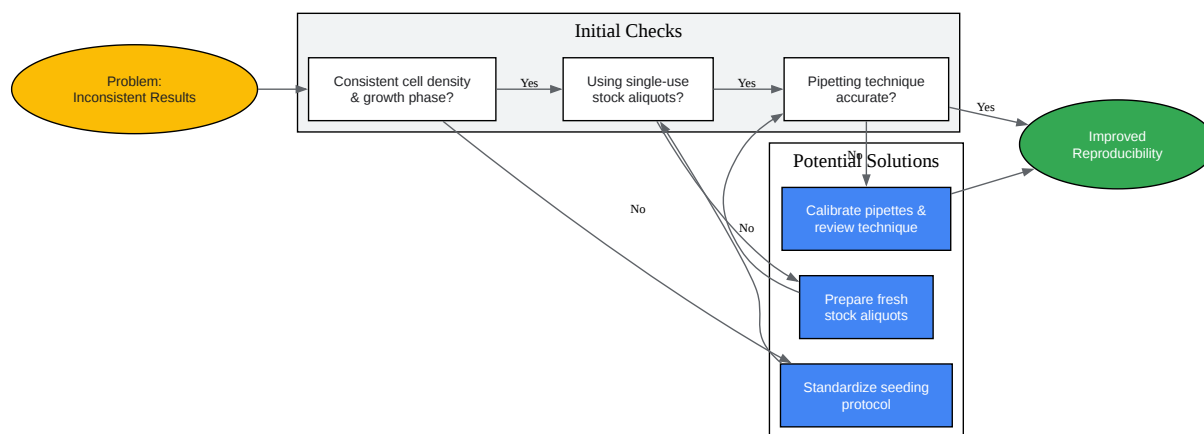 Initial Checks
Problem:
Inconsistent Results
Consistent cell density
& growth phase?
Yes
Using single-use
stock aliquots?
Yes
Pipetting technique
accurate?
Yes
Improved
Reproducibility
No
Potential Solutions
Calibrate pipettes &
review technique
No
No
Prepare fresh
stock aliquots
Standardize seeding
protocol